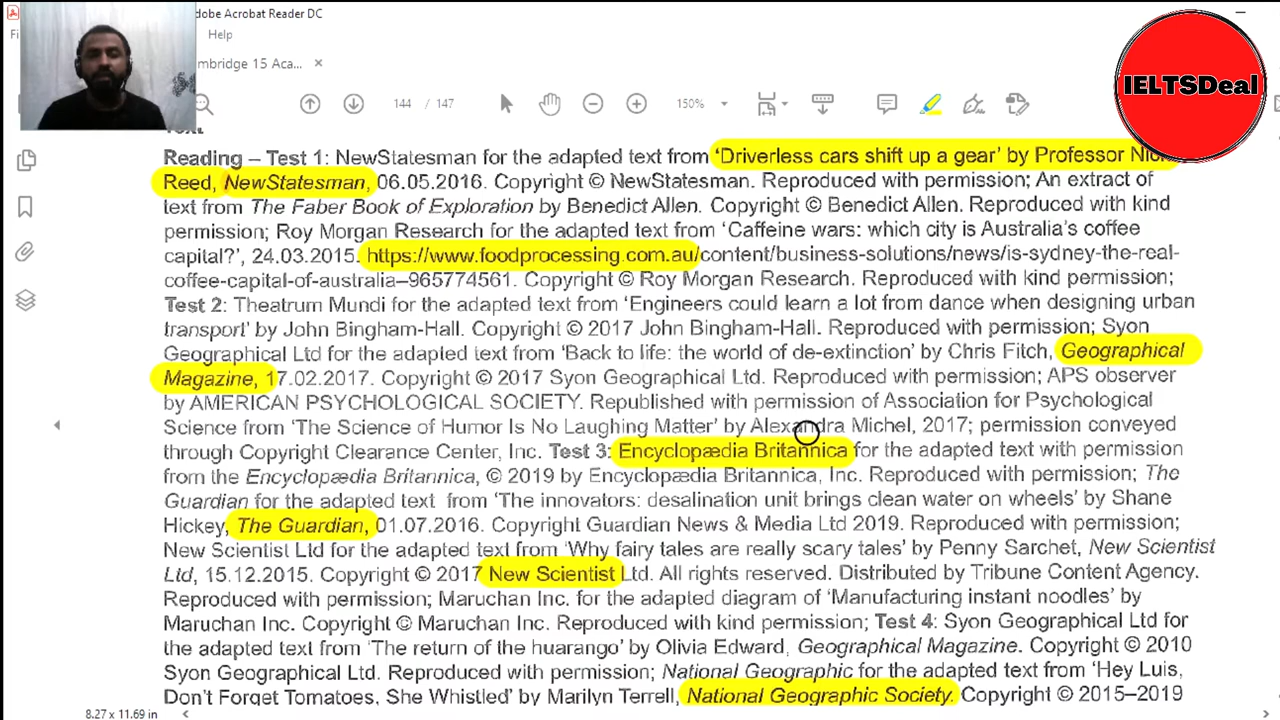 dobe Acrobat Reader DC
Fi
Help
mbridge 15 Aca...
144 / 147
150%
IELTSDeal
Reading – Test 1: NewStatesman for the adapted text from ‘Driverless cars shift up a gear’ by Professor Nick
Reed, NewStatesman, 06.05.2016. Copyright © NewStatesman. Reproduced with permission; An extract of
text from The Faber Book of Exploration by Benedict Allen. Copyright © Benedict Allen. Reproduced with kind
permission; Roy Morgan Research for the adapted text from ‘Caffeine wars: which city is Australia’s coffee
capital?’, 24.03.2015. https://www.foodprocessing.com.au/content/business-solutions/news/is-sydney-the-real-
coffee-capital-of-australia–965774561. Copyright © Roy Morgan Research. Reproduced with kind permission;
Test 2: Theatrum Mundi for the adapted text from ‘Engineers could learn a lot from dance when designing urban
transport’ by John Bingham-Hall. Copyright © 2017 John Bingham-Hall. Reproduced with permission; Syon
Geographical Ltd for the adapted text from ‘Back to life: the world of de-extinction’ by Chris Fitch, Geographical
Magazine, 17.02.2017. Copyright © 2017 Syon Geographical Ltd. Reproduced with permission; APS observer
by AMERICAN PSYCHOLOGICAL SOCIETY. Republished with permission of Association for Psychological
Science from ‘The Science of Humor Is No Laughing Matter’ by Alexandra Michel, 2017; permission conveyed
through Copyright Clearance Center, Inc. Test 3: Encyclopædia Britannica for the adapted text with permission
from the Encyclopædia Britannica, © 2019 by Encyclopædia Britannica, Inc. Reproduced with permission; The
Guardian for the adapted text from ‘The innovators: desalination unit brings clean water on wheels’ by Shane
Hickey, The Guardian, 01.07.2016. Copyright Guardian News & Media Ltd 2019. Reproduced with permission;
New Scientist Ltd for the adapted text from ‘Why fairy tales are really scary tales’ by Penny Sarchet, New Scientist
Ltd, 15.12.2015. Copyright © 2017 New Scientist Ltd. All rights reserved. Distributed by Tribune Content Agency.
Reproduced with permission; Maruchan Inc. for the adapted diagram of ‘Manufacturing instant noodles’ by
Maruchan Inc. Copyright © Maruchan Inc. Reproduced with kind permission; Test 4: Syon Geographical Ltd for
the adapted text from ‘The return of the huarango’ by Olivia Edward, Geographical Magazine. Copyright © 2010
Syon Geographical Ltd. Reproduced with permission; National Geographic for the adapted text from ‘Hey Luis,
Don’t Forget Tomatoes, She Whistled’ by Marilyn Terrell, National Geographic Society. Copyright © 2015–2019
8.27 x 11.69 in